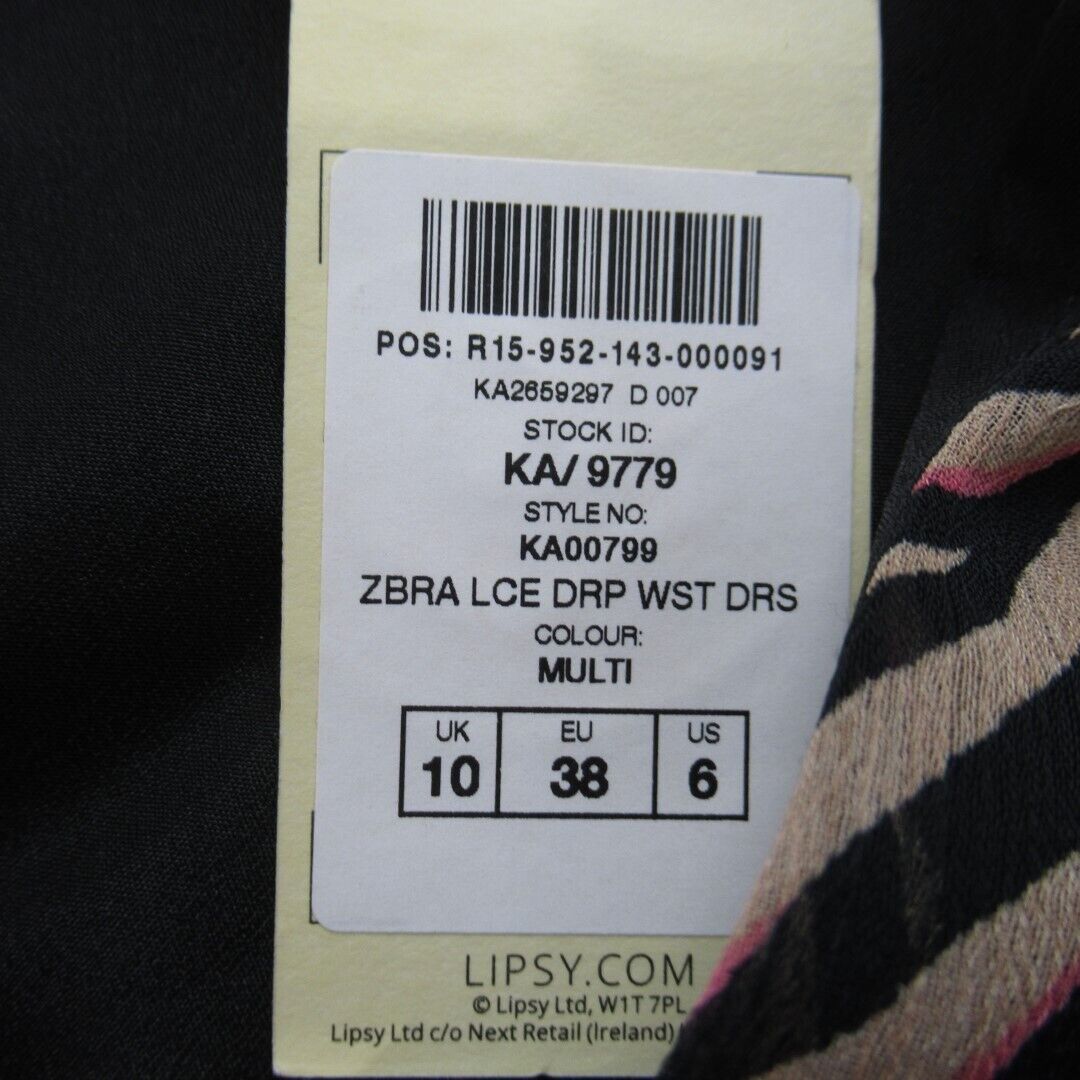 POS: R15-952-143-000091
KA2659297 D 007
STOCK ID:
KA/ 9779
STYLE NO:
KA00799
ZBRA LCE DRP WST DRS
COLOUR:
MULTI
UK EU US
10 38 6
LIPSY.COM
© Lipsy Ltd, W1T 7PL
Lipsy Ltd c/o Next Retail (Ireland)